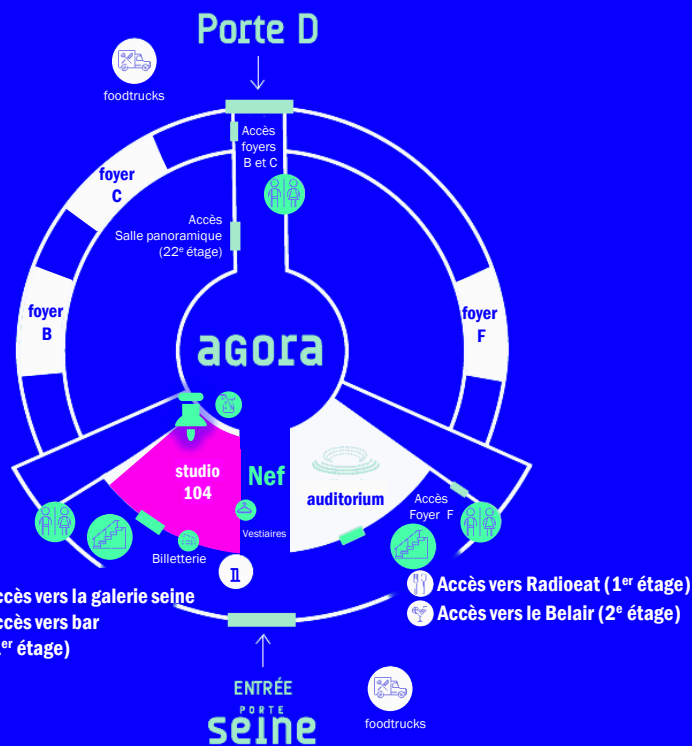 Porte D
foodtrucks
Accès
foyers
B et C
foyer
C
Accès
Salle panoramique
(22e étage)
foyer
B
foyer
F
agora
studio
104
Nef
auditorium
Accès
Foyer F
Vestiaires
Billetterie
ccès vers la galerie seine
ccès vers bar
er étage)
Accès vers Radioeat (1er étage)
Accès vers le Belair (2e étage)
ENTRÉE
PORTE
seine
foodtrucks